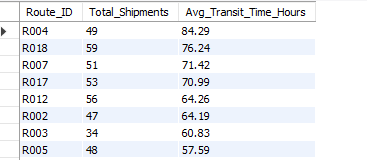 Route_ID Total_Shipments Avg_Transit_Time_Hours
R004 49 84.29
R018 59 76.24
R007 51 71.42
R017 53 70.99
R012 56 64.26
R002 47 64.19
R003 34 60.83
R005 48 57.59